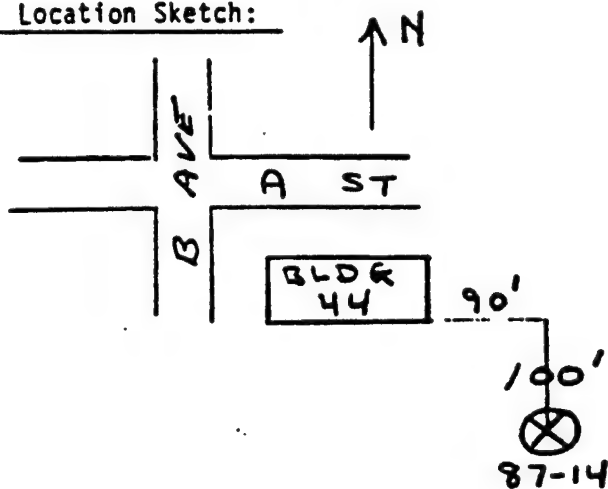 Location Sketch:
N
B AVE
A ST
BLDG
44
90'
100'
87-14